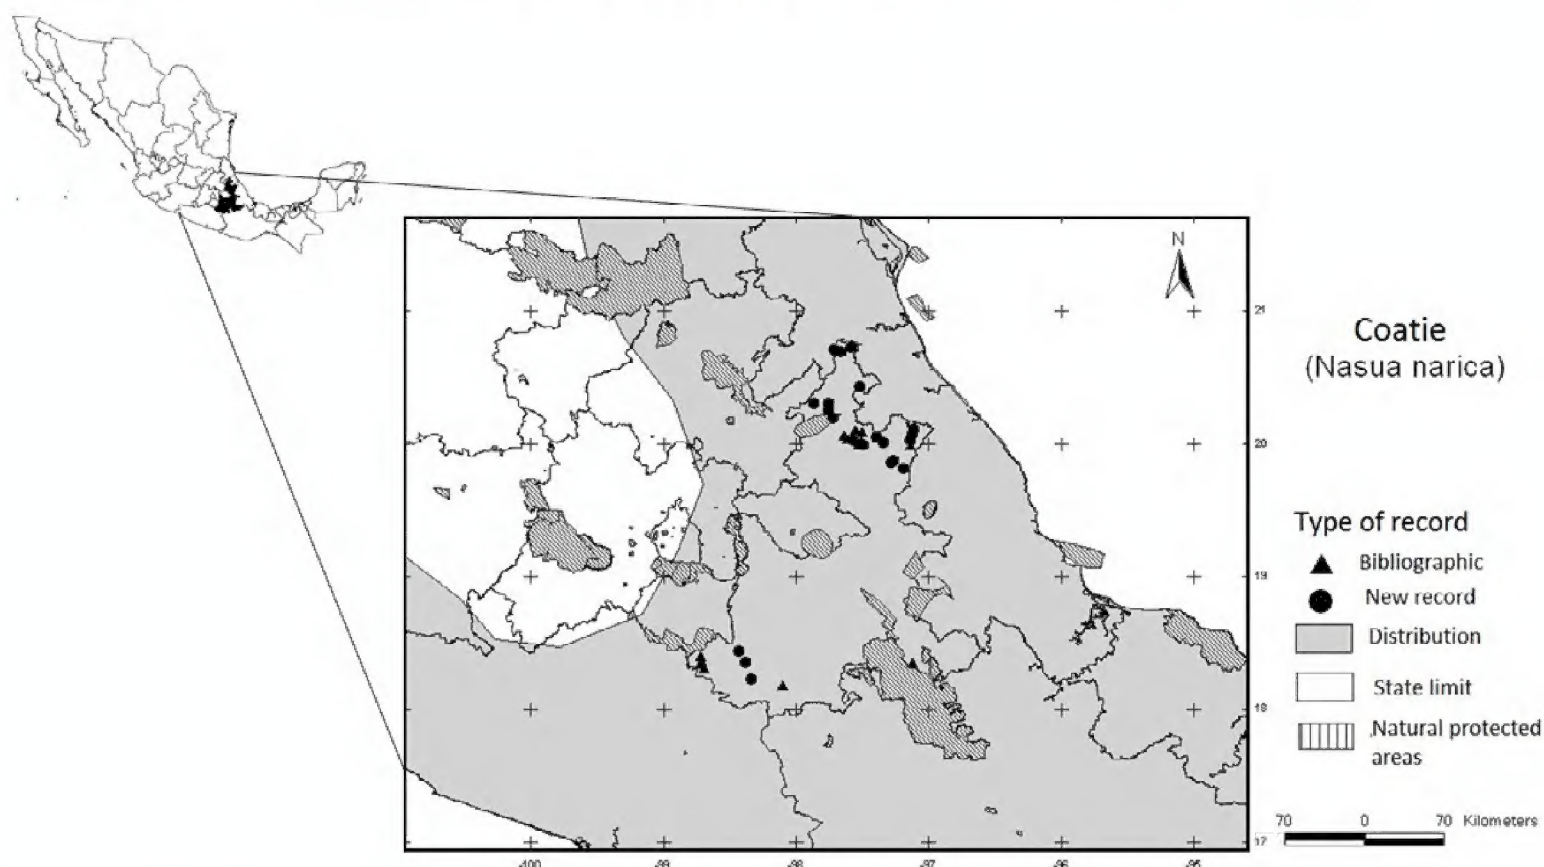 N
21
Coatie
(Nasua narica)
20
Type of record
Bibliographic
19
New record
Distribution
State limit
18
Natural protected
areas
70 0 70 Kilometers
17
-100 -99 -98 -97 -96 -95